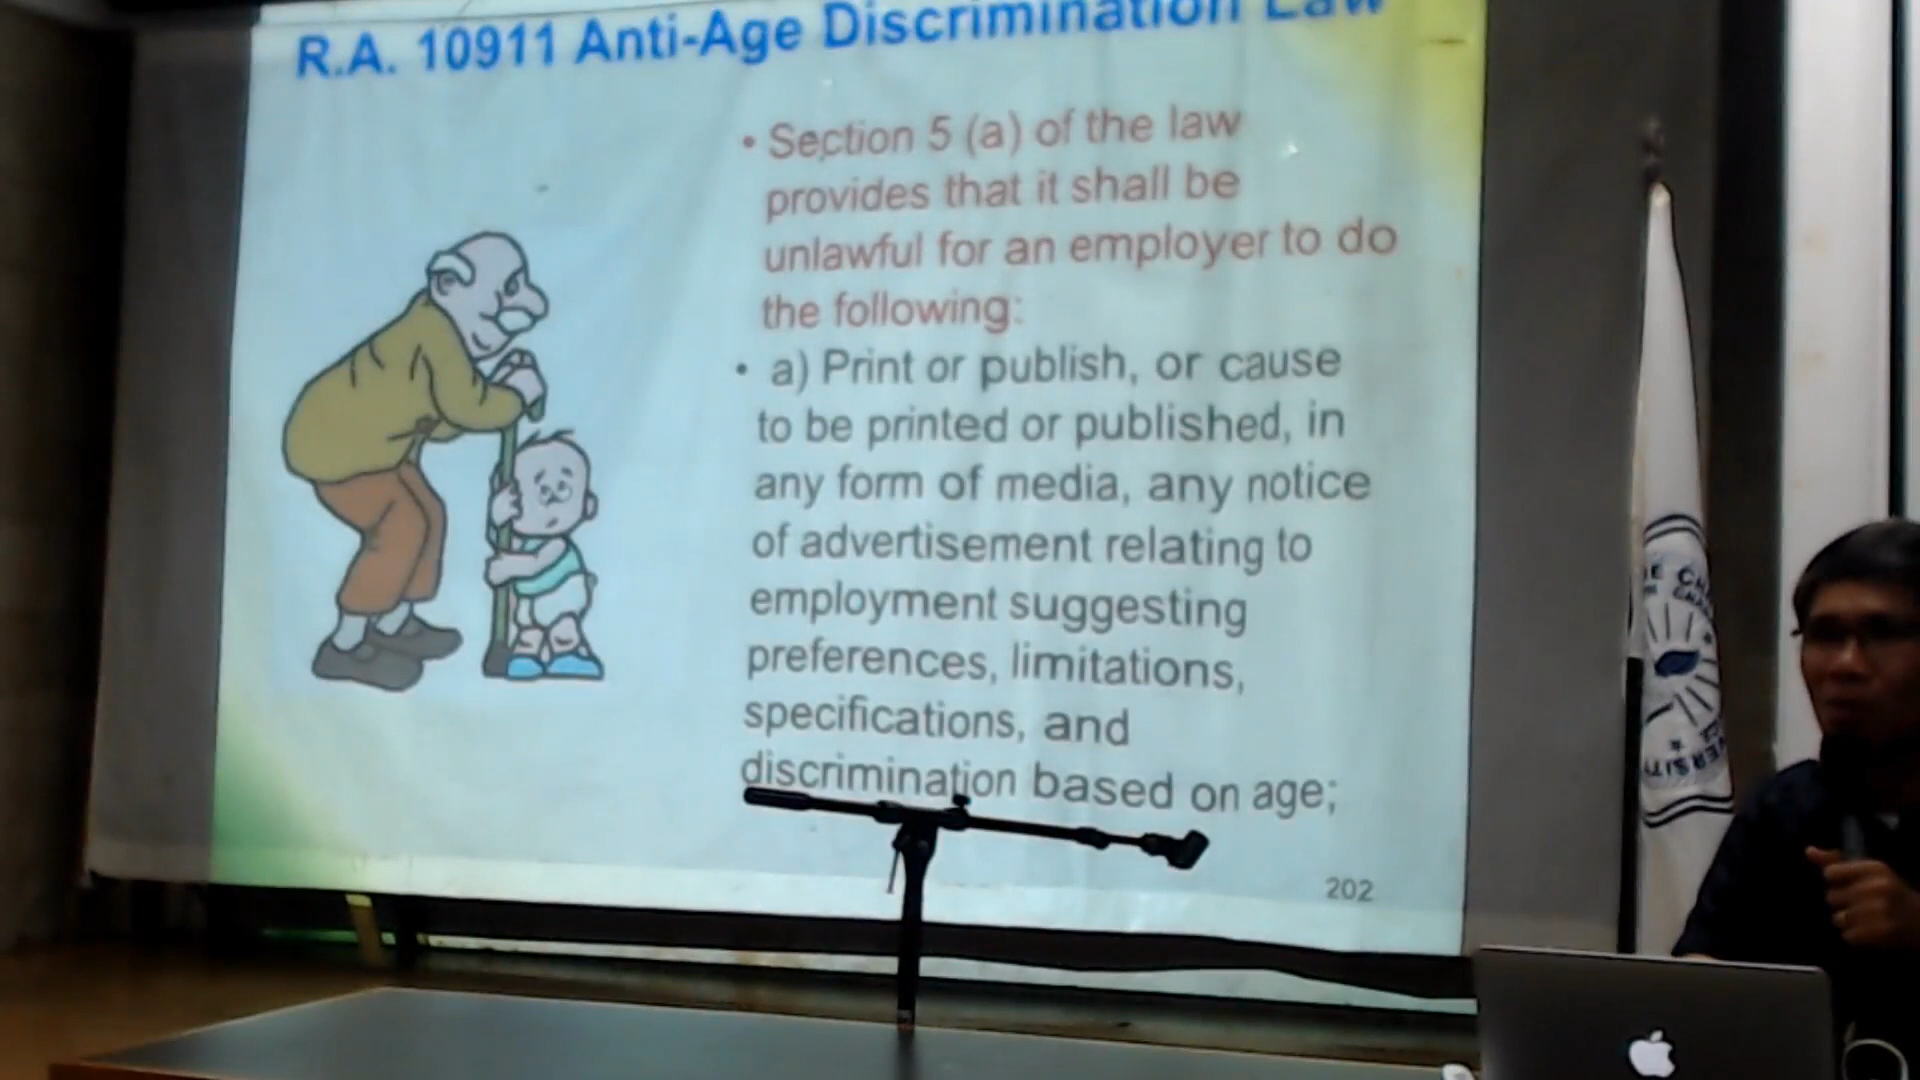 R.A. 10911 Anti-Age Discrimination Law
• Section 5 (a) of the law
provides that it shall be
unlawful for an employer to do
the following:
• a) Print or publish, or cause
to be printed or published, in
any form of media, any notice
of advertisement relating to
employment suggesting
preferences, limitations,
specifications, and
discrimination based on age;
202